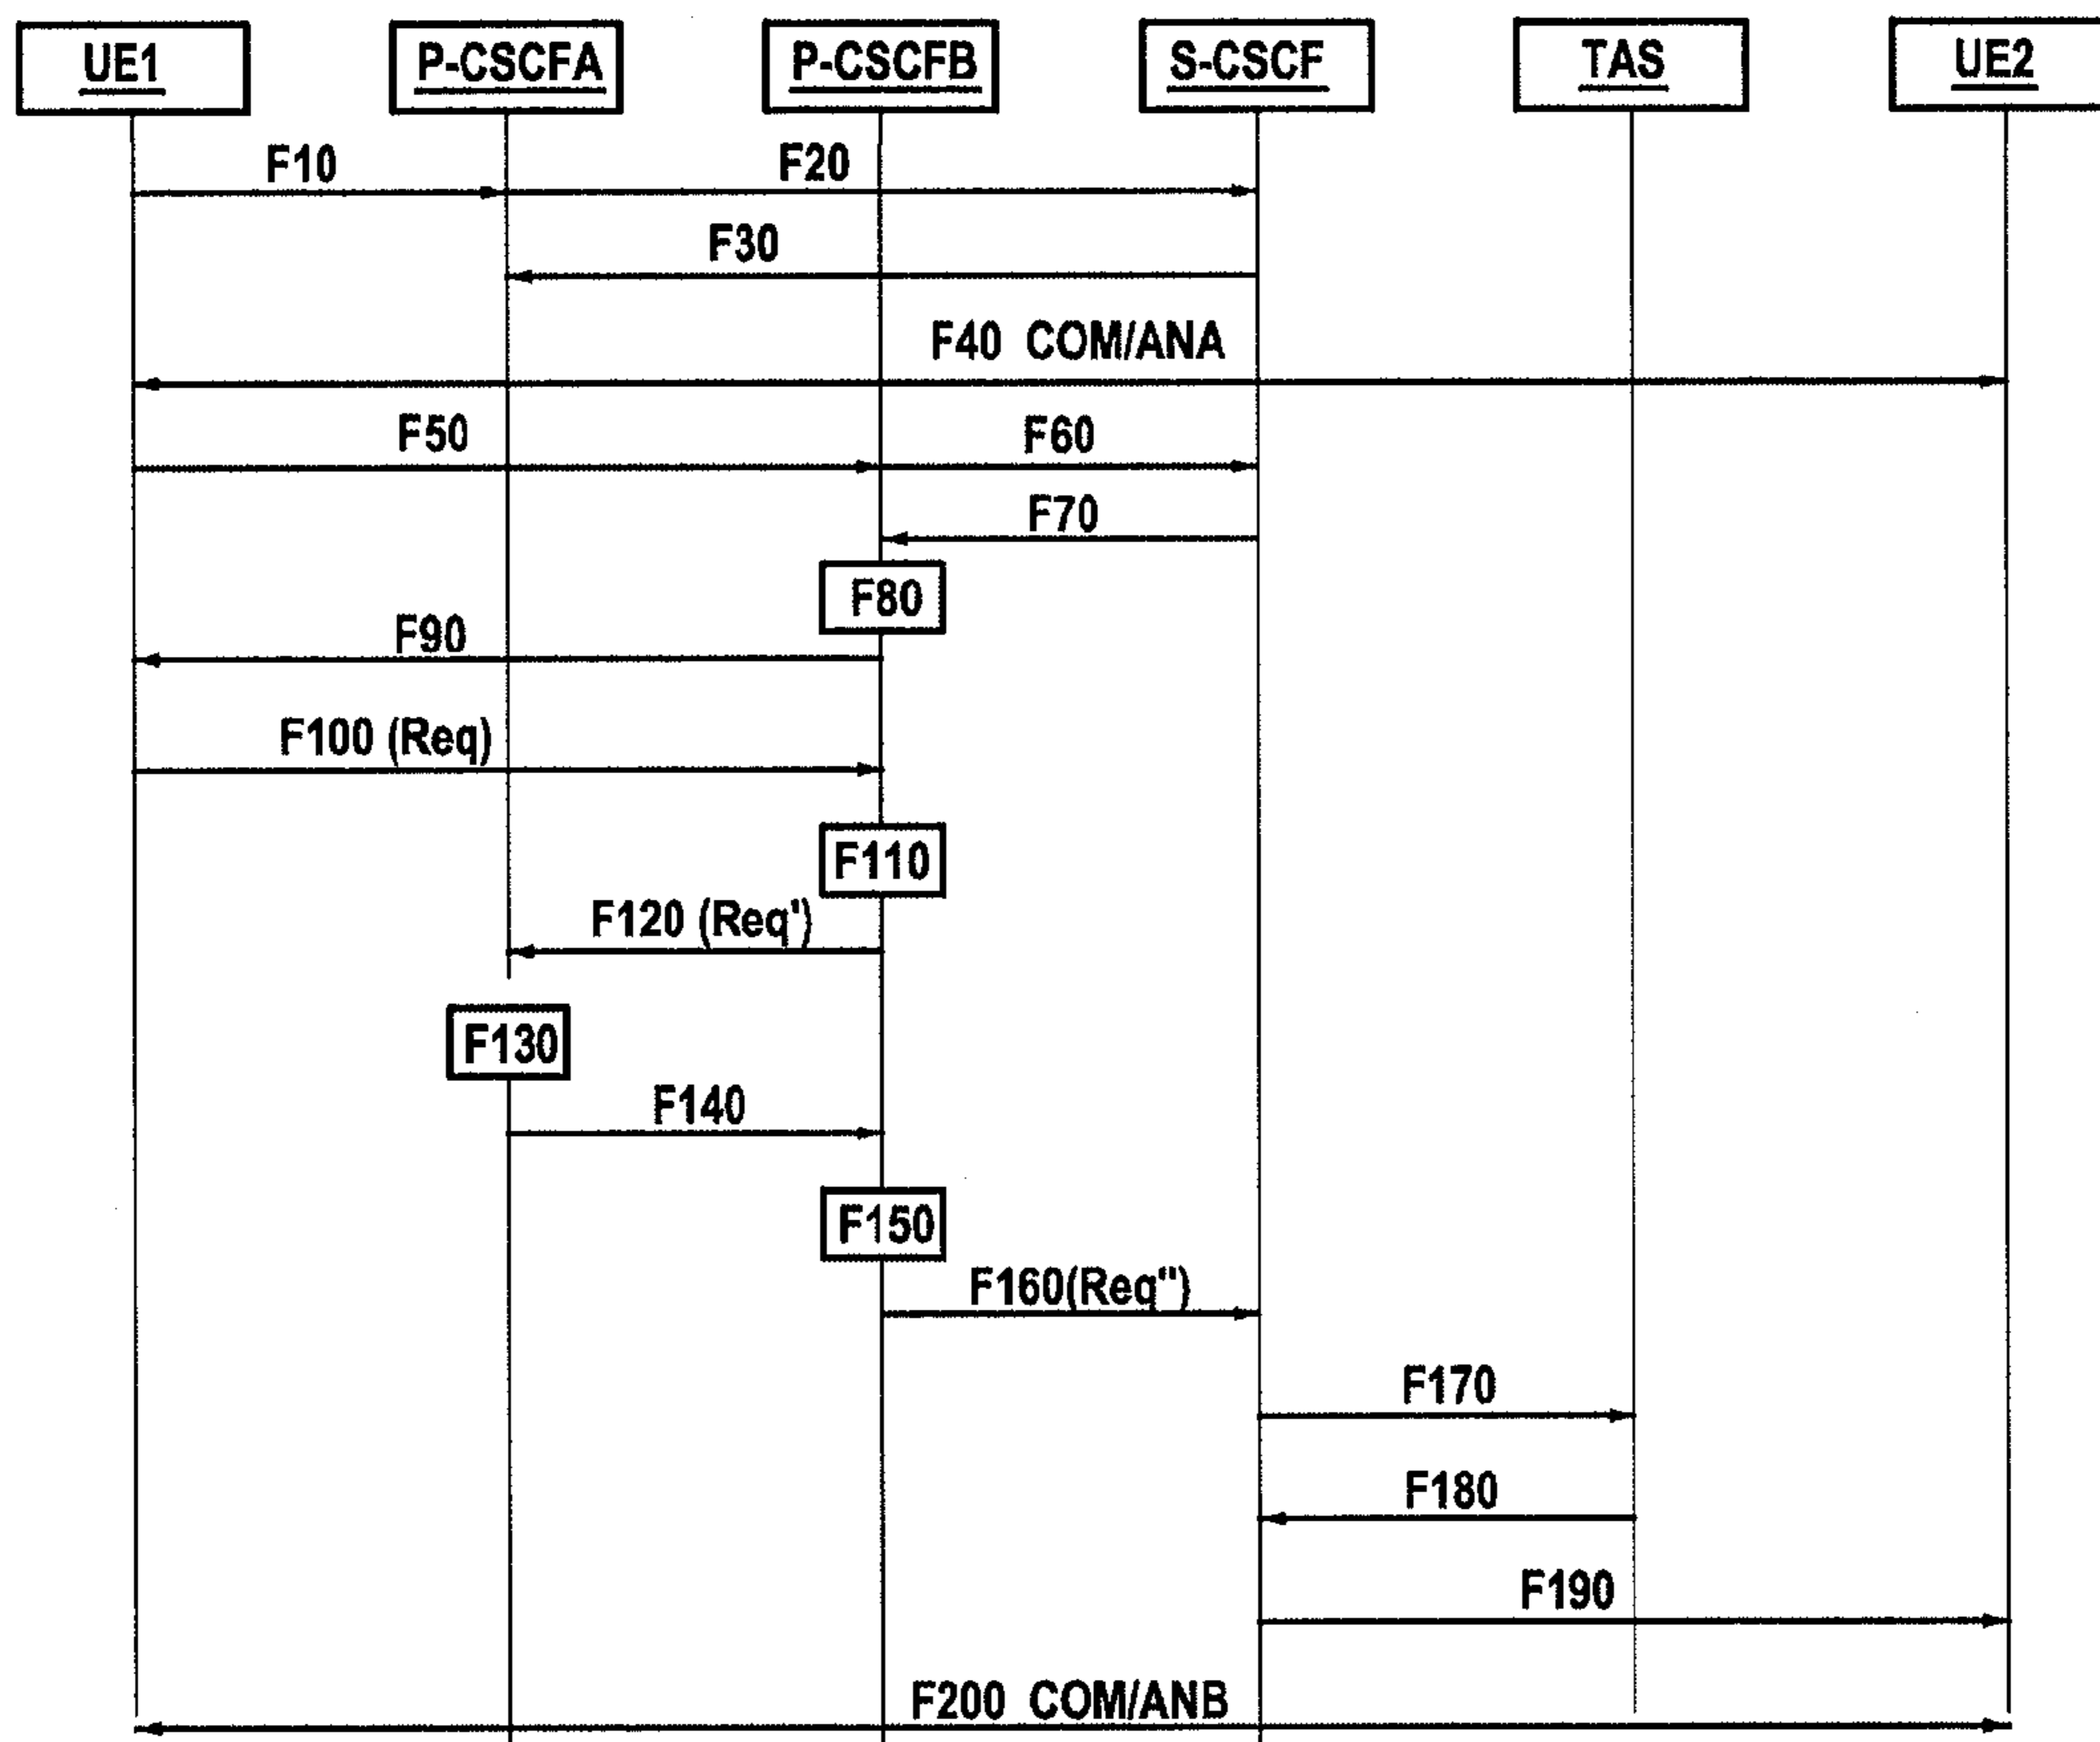 UE1 P-CSCFA P-CSCFB S-CSCF TAS UE2
F10 F20
F30
F40 COM/ANA
F50 F60
F70
F80
F90
F100 (Req)
F110
F120 (Req')
F130
F140
F150
F160(Req")
F170
F180
F190
F200 COM/ANB